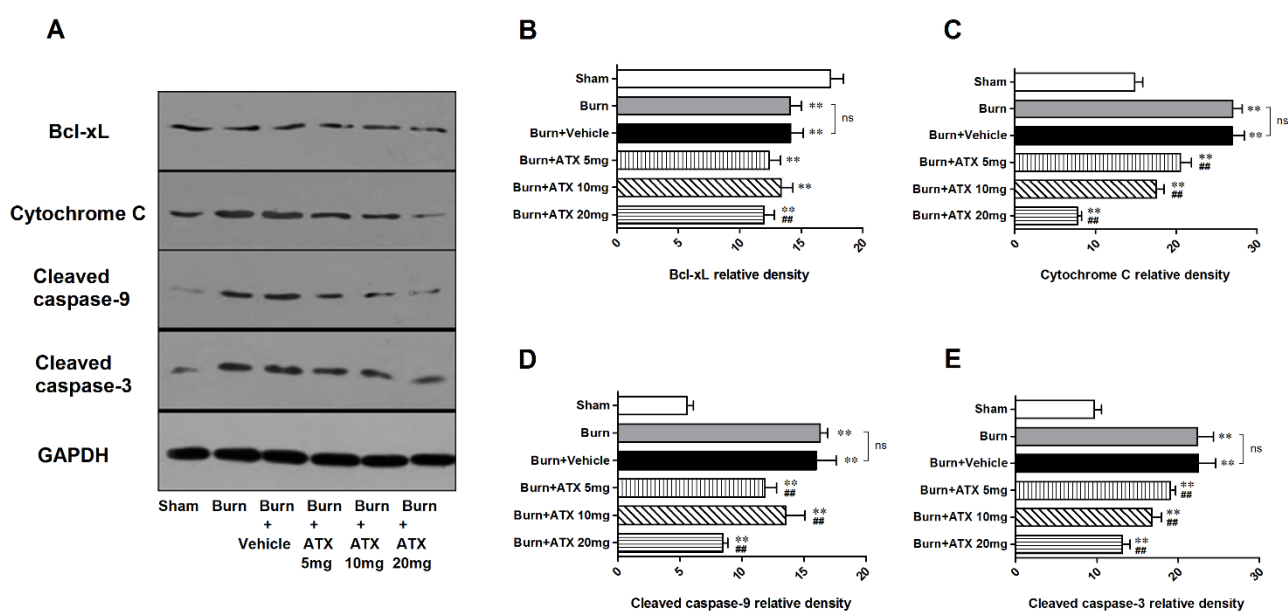 A
Bcl-xL
Cytochrome C
Cleaved
caspase-9
Cleaved
caspase-3
GAPDH
Sham Burn Burn Burn Burn Burn
+ + + +
Vehicle ATX ATX ATX
5mg 10mg 20mg
B
Sham
Burn **
ns
Burn+Vehicle **
Burn+ATX 5mg **
Burn+ATX 10mg **
Burn+ATX 20mg **
##
0 5 10 15 20
Bcl-xL relative density
C
Sham
Burn **
ns
Burn+Vehicle **
Burn+ATX 5mg **
##
Burn+ATX 10mg **
##
Burn+ATX 20mg **
##
0 10 20 30
Cytochrome C relative density
D
Sham
Burn **
ns
Burn+Vehicle **
Burn+ATX 5mg **
##
Burn+ATX 10mg **
##
Burn+ATX 20mg **
##
0 5 10 15 20
Cleaved caspase-9 relative density
E
Sham
Burn **
ns
Burn+Vehicle **
Burn+ATX 5mg **
##
Burn+ATX 10mg **
##
Burn+ATX 20mg **
##
0 5 10 15 20 25
Cleaved caspase-3 relative density